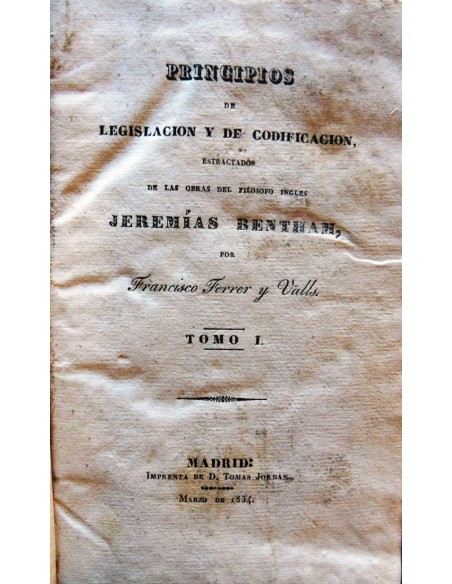 PRINCIPIOS
DE
LEGISLACION Y DE CODIFICACION,
ESTRACTADOS
DE LAS OBRAS DEL FILOSOFO INGLES
JEREMÍAS BENTHAM,
POR
Francisco Ferrer y Valls.
TOMO I.
MADRID:
IMPRENTA DE D. TOMAS JORDAN
MARZO DE 1834.